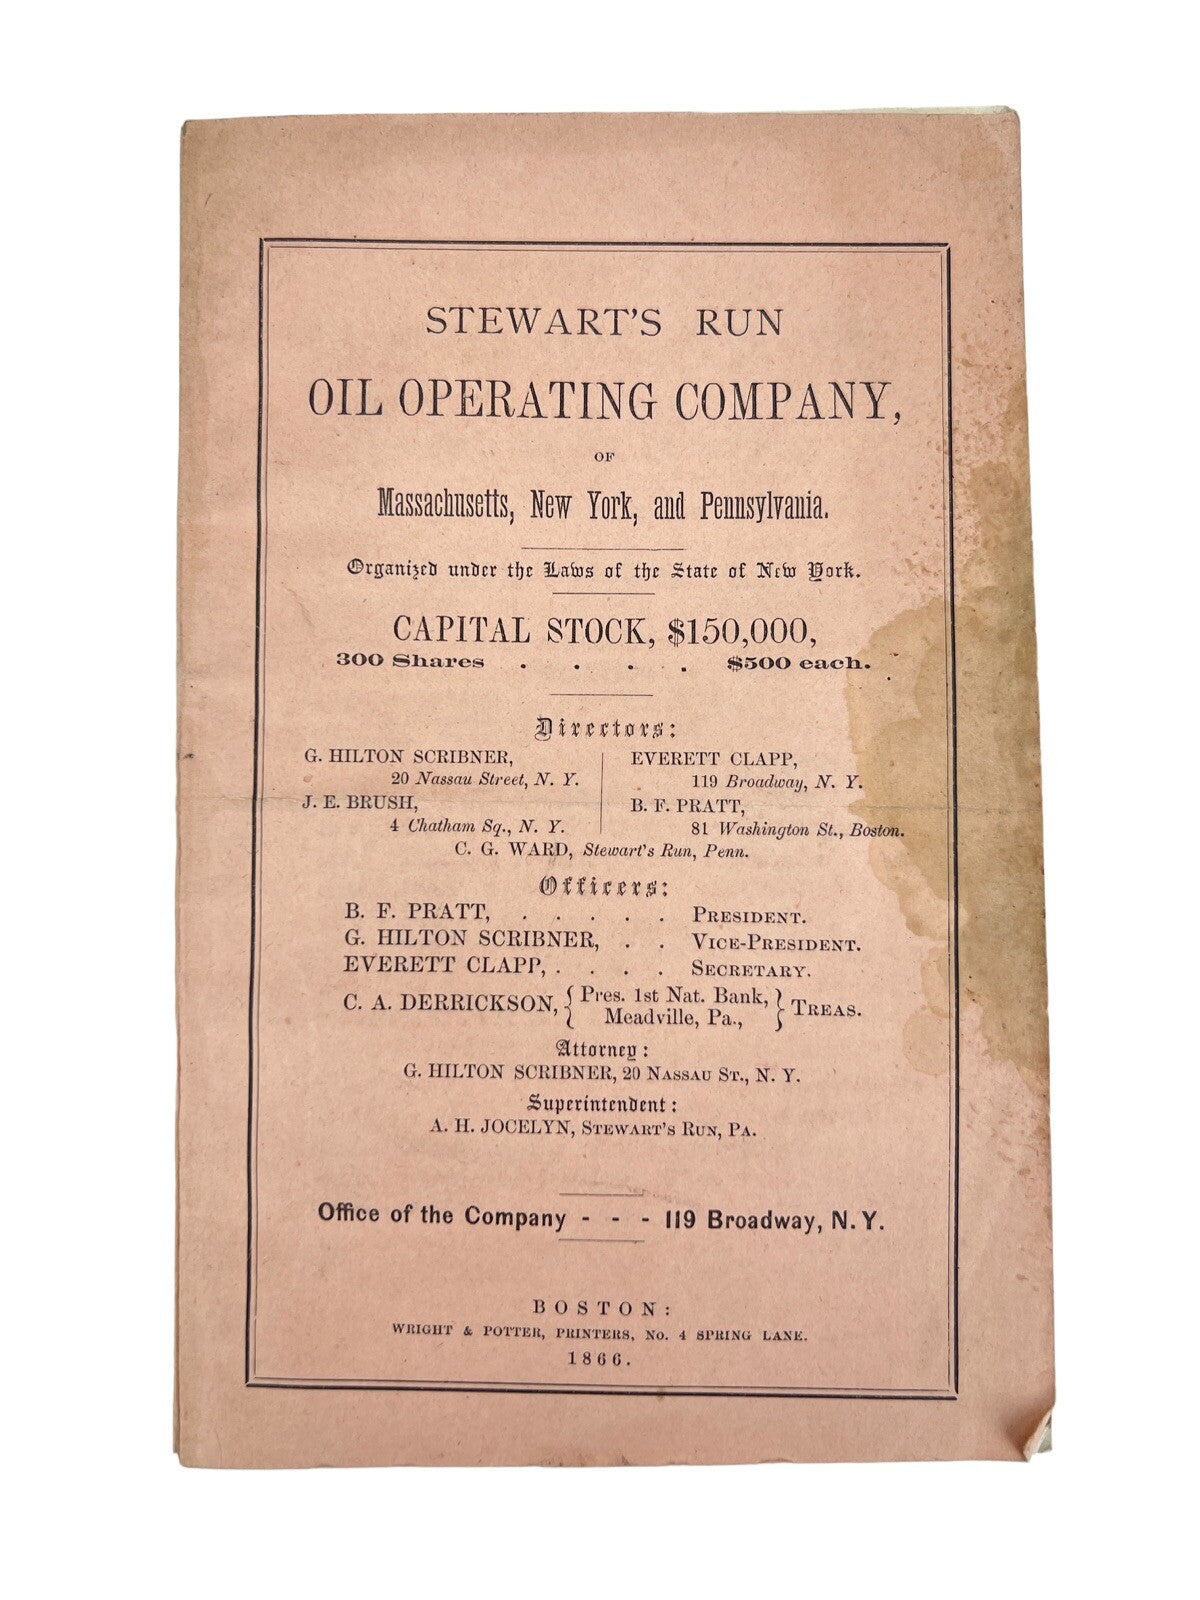 STEWART'S RUN
OIL OPERATING COMPANY,
OF
Massachusetts, New York, and Pennsylvania.
Organized under the Laws of the State of New York.
CAPITAL STOCK, $150,000,
300 Shares . . . . $500 each.
Directors:
G. HILTON SCRIBNER,
20 Nassau Street, N. Y.
J. E. BRUSH,
4 Chatham Sq., N. Y.
EVERETT CLAPP,
119 Broadway, N. Y.
B. F. PRATT,
81 Washington St., Boston.
C. G. WARD, Stewart's Run, Penn.
Officers:
B. F. PRATT, . . . . . PRESIDENT.
G. HILTON SCRIBNER, . . VICE-PRESIDENT.
EVERETT CLAPP, . . . . SECRETARY.
C. A. DERRICKSON, { Pres. 1st Nat. Bank, Meadville, Pa., } TREAS.
Attorney:
G. HILTON SCRIBNER, 20 NASSAU ST., N. Y.
Superintendent:
A. H. JOCELYN, STEWART'S RUN, PA.
Office of the Company - - - 119 Broadway, N. Y.
BOSTON:
WRIGHT & POTTER, PRINTERS, No. 4 SPRING LANE.
1866.